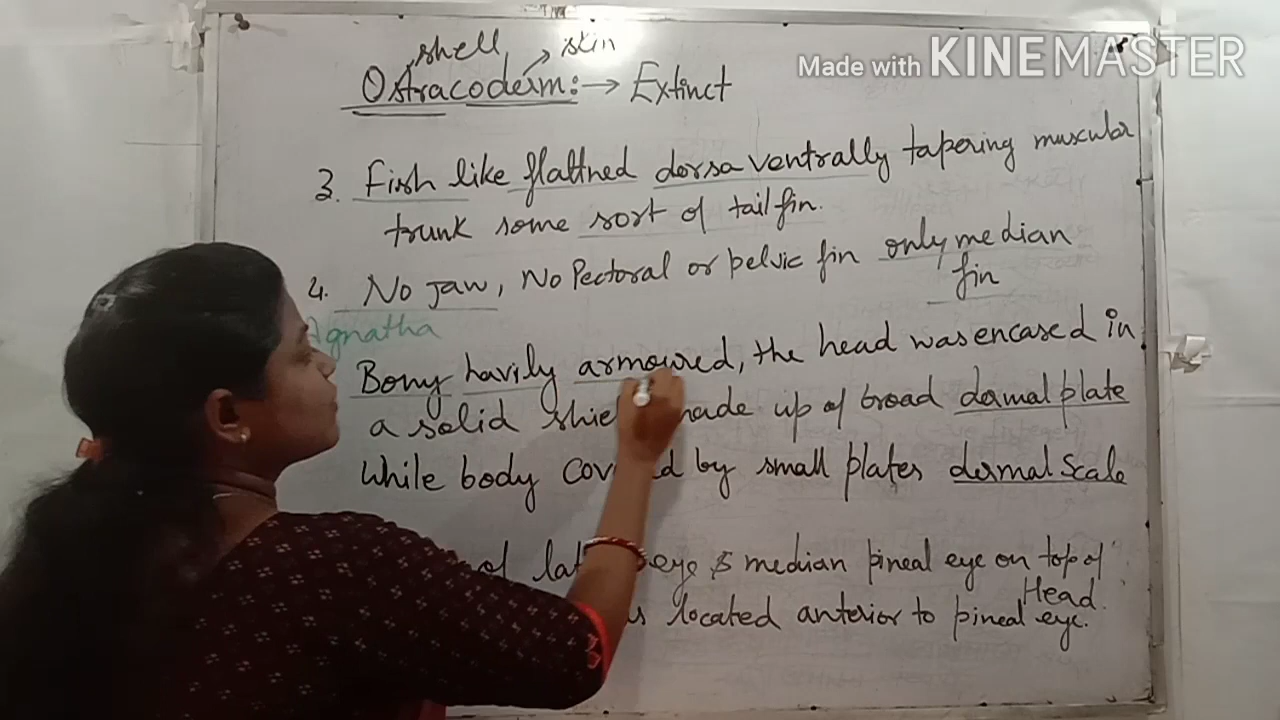 Made with KINEMASTER
shell skin
Ostracoderm:→ Extinct
3. Fish like flattned dorsaventrally tapering muscular
trunk some sort of tail fin.
4. No Jaw, No Pectoral or pelvic fin only median
fin
Agnatha
Bony havily armoured, the head was encased in
a solid made up of broad dermal plate
While body by small plates dermal Scale
of eye & median pineal eye on top of
Head.
located anterior to pineal eye.